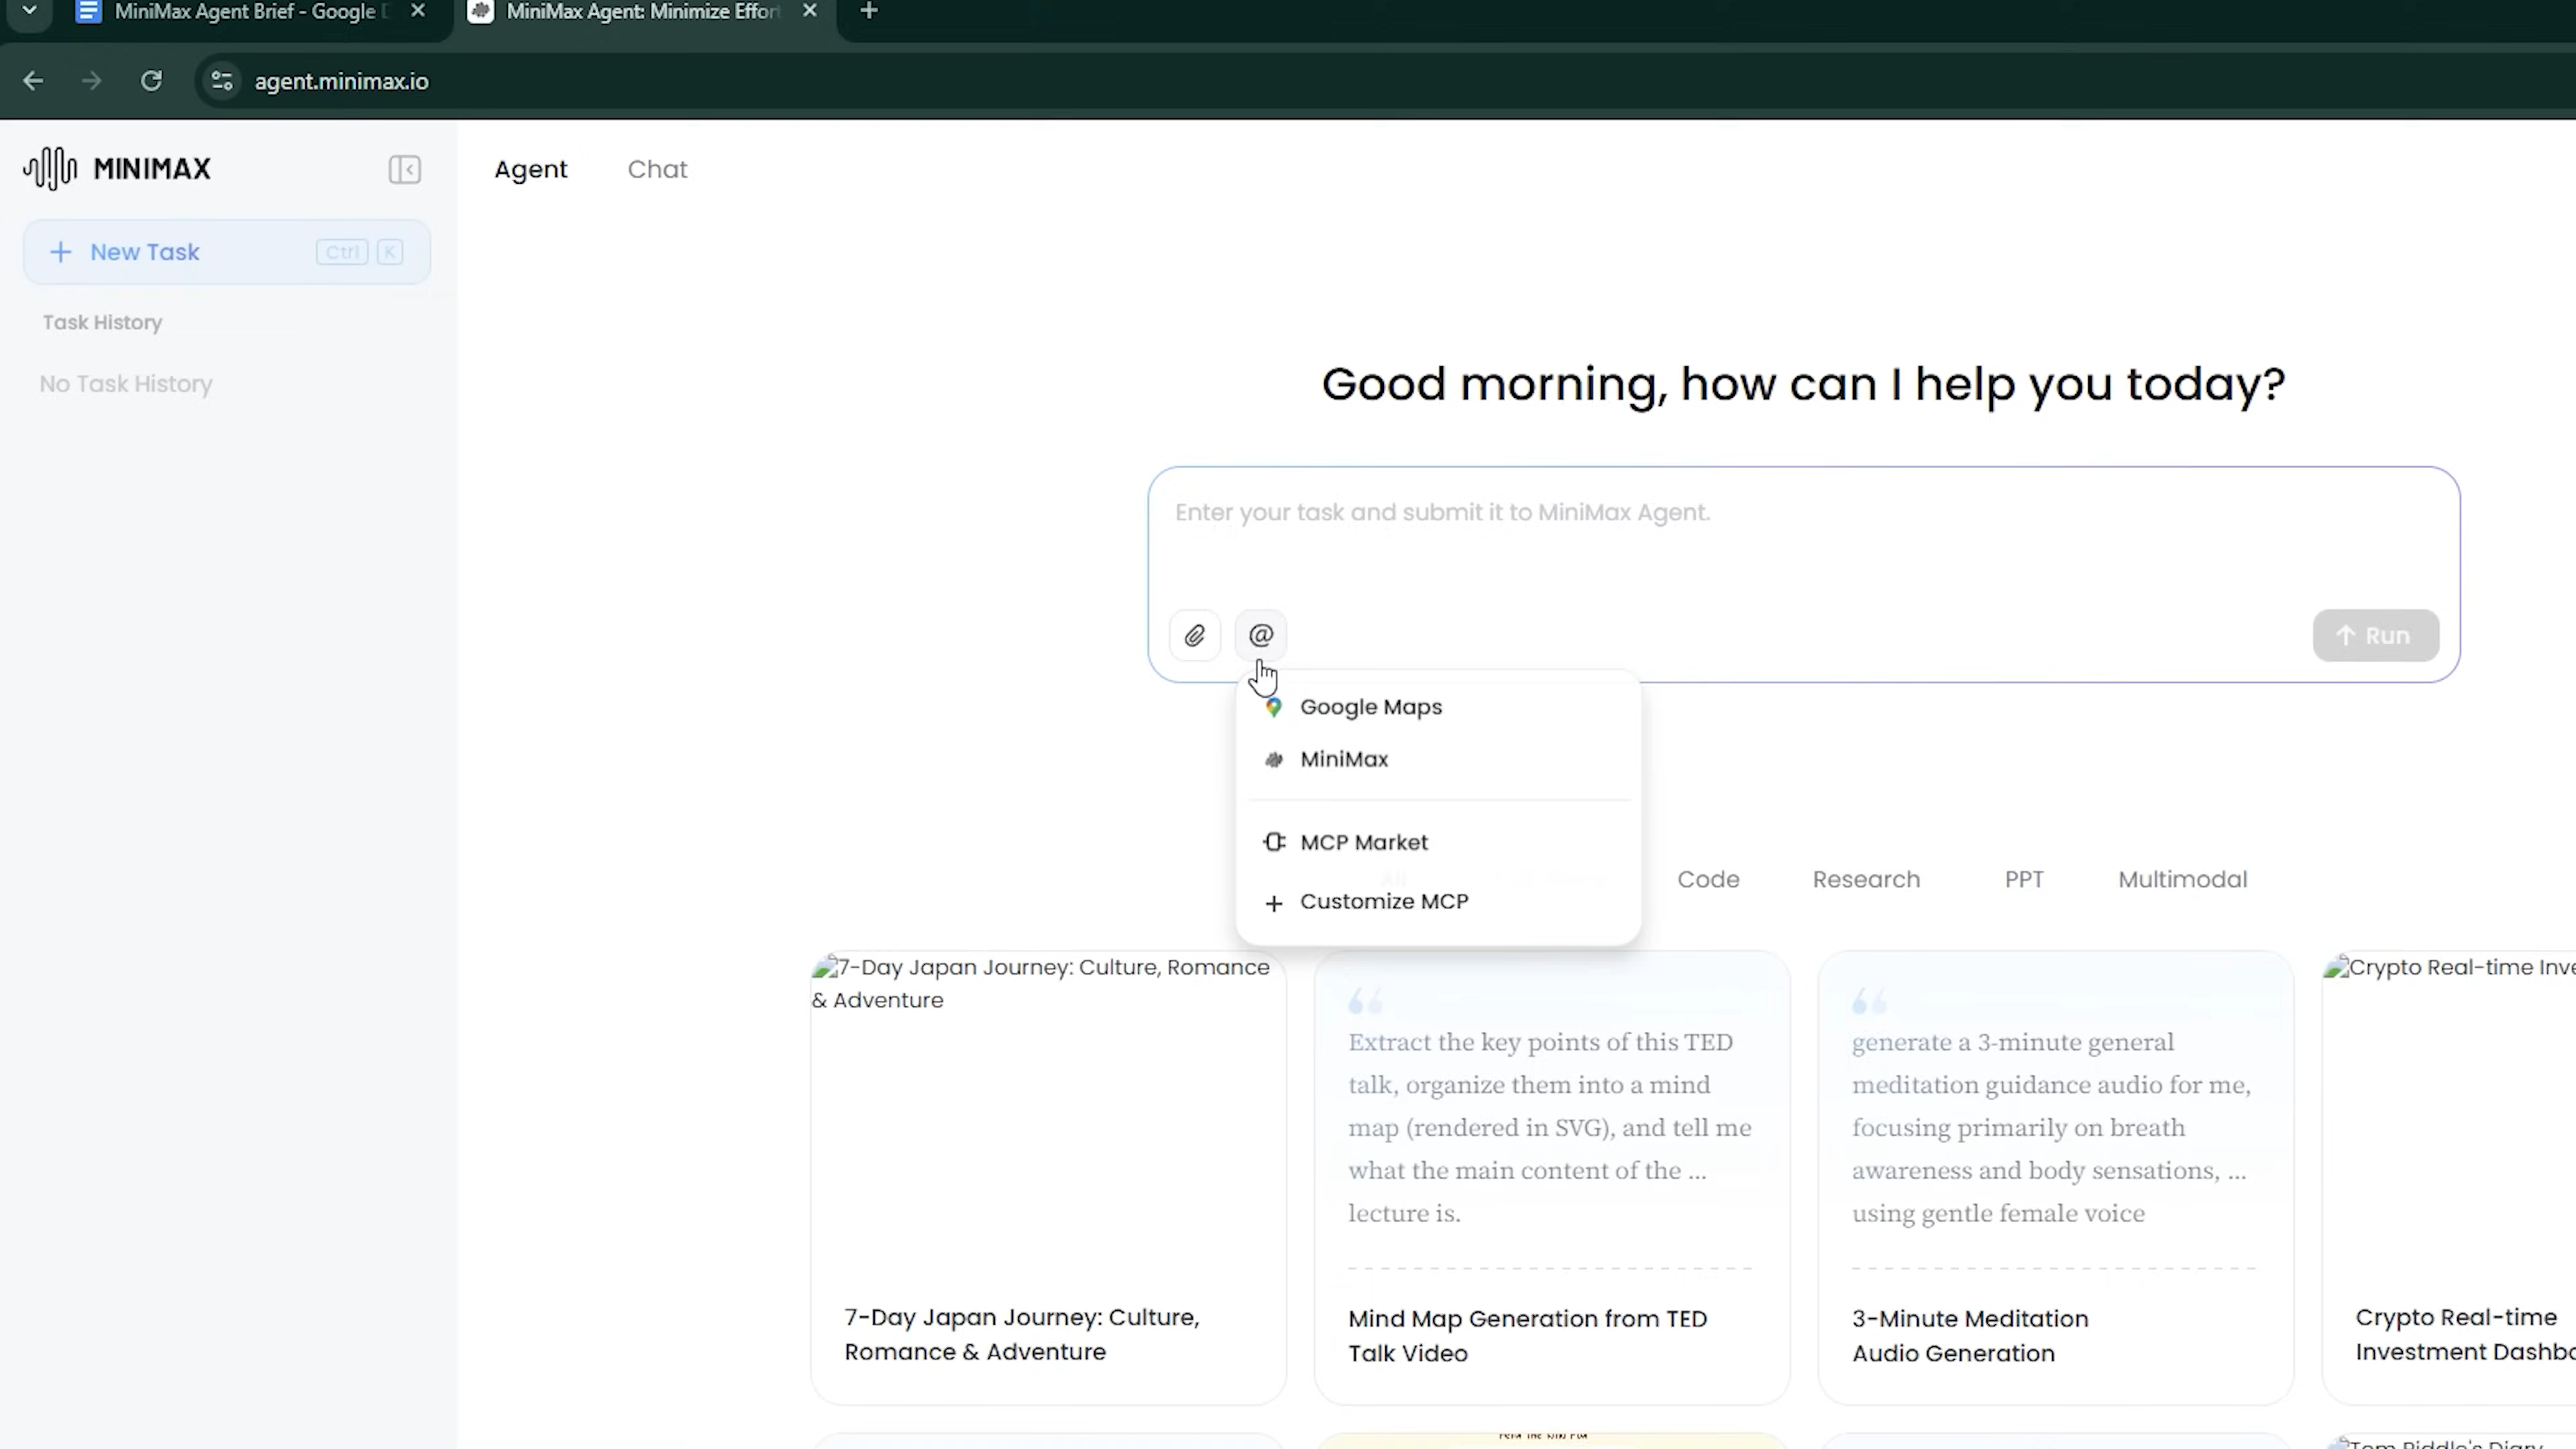 MiniMax Agent Brief - Google
MiniMax Agent: Minimize Effort
agent.minimax.io
MINIMAX
Agent
Chat
New Task
Ctrl K
Task History
No Task History
Good morning, how can I help you today?
Enter your task and submit it to MiniMax Agent.
@
Run
Google Maps
MiniMax
MCP Market
Customize MCP
All
Code
Research
PPT
Multimodal
7-Day Japan Journey: Culture, Romance
& Adventure
7-Day Japan Journey: Culture,
Romance & Adventure
Extract the key points of this TED
talk, organize them into a mind
map (rendered in SVG), and tell me
what the main content of the ...
lecture is.
Mind Map Generation from TED
Talk Video
generate a 3-minute general
meditation guidance audio for me,
focusing primarily on breath
awareness and body sensations, ...
using gentle female voice
3-Minute Meditation
Audio Generation
Crypto Real-time Inve
Crypto Real-time
Investment Dashbo
Tom Riddle's Diary